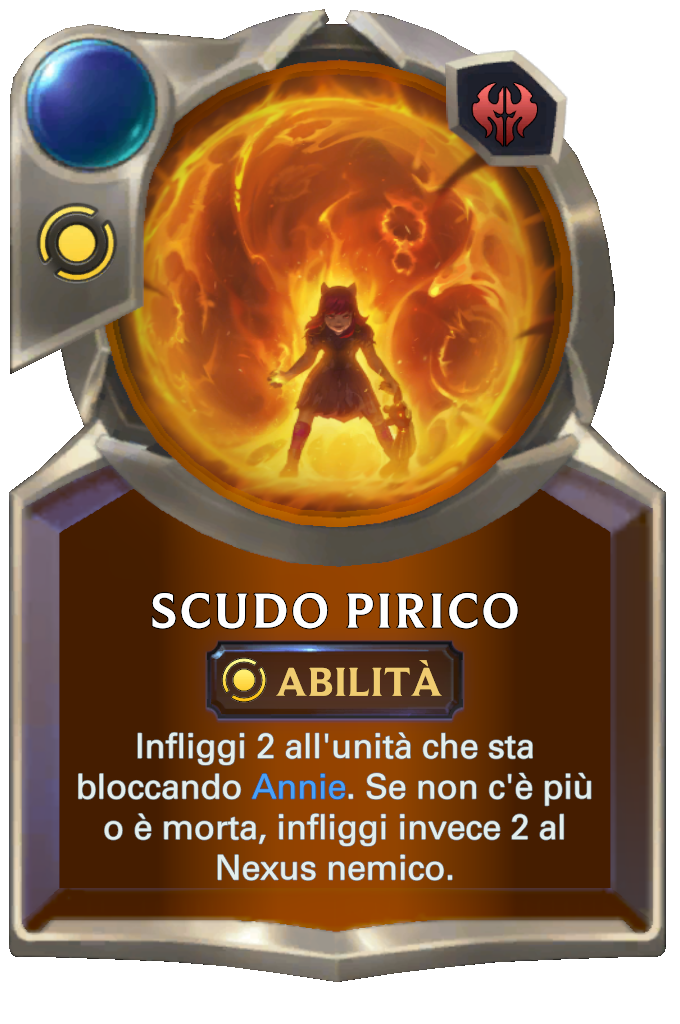 SCUDO PIRICO
ABILITÀ
Infliggi 2 all'unità che sta
bloccando Annie. Se non c'è più
o è morta, infliggi invece 2 al
Nexus nemico.